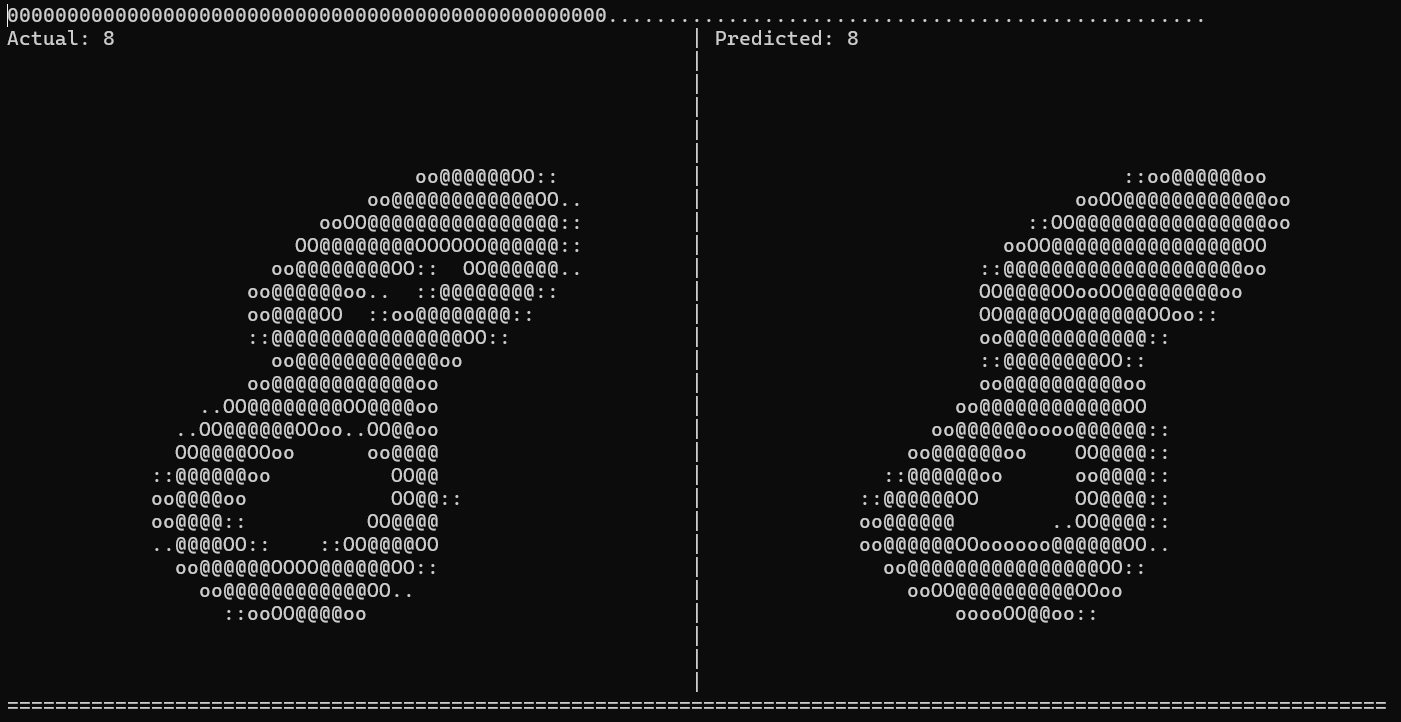 00000000000000000000000000000000000000000000000000..................................................
Actual: 8                                                | Predicted: 8
                                                         |
                                                         |
                                                         |
                                                         |
                                                         |
                                  oo@@@@@@OO::           |                                   ::oo@@@@@@oo
                              oo@@@@@@@@@@@@OO..         |                               ooOO@@@@@@@@@@@@oo
                          ooOO@@@@@@@@@@@@@@@@::         |                           ::OO@@@@@@@@@@@@@@@@oo
                        OO@@@@@@@@OOOOOO@@@@@@::         |                         ooOO@@@@@@@@@@@@@@@@OO
                      oo@@@@@@@@OO::  OO@@@@@@..         |                       ::@@@@@@@@@@@@@@@@@@@@oo
                    oo@@@@@@oo..  ::@@@@@@@@::           |                       OO@@@@OOooOO@@@@@@@@oo
                    oo@@@@OO  ::oo@@@@@@@@::             |                       OO@@@@OO@@@@@@OOoo::
                    ::@@@@@@@@@@@@@@@@OO::               |                       oo@@@@@@@@@@@@::
                      oo@@@@@@@@@@@@oo                   |                       ::@@@@@@@@OO::
                    oo@@@@@@@@@@@@oo                     |                       oo@@@@@@@@@@oo
                ..OO@@@@@@@@OO@@@@oo                     |                     oo@@@@@@@@@@@@OO
              ..OO@@@@@@OOoo..OO@@oo                     |                   oo@@@@@@oooo@@@@@@::
              OO@@@@OOoo      oo@@@@                     |                 oo@@@@@@oo    OO@@@@::
            ::@@@@@@oo          OO@@                     |               ::@@@@@@oo      oo@@@@::
            oo@@@@oo            OO@@::                   |             ::@@@@@@OO        OO@@@@::
            oo@@@@::          OO@@@@                     |             oo@@@@@@        ..OO@@@@::
            ..@@@@OO::    ::OO@@@@OO                     |             oo@@@@@@OOoooooo@@@@@@OO..
              oo@@@@@@OOOO@@@@@@OO::                     |               oo@@@@@@@@@@@@@@@@OO::
                oo@@@@@@@@@@@@OO..                       |                 ooOO@@@@@@@@@@OOoo
                  ::ooOO@@@@oo                           |                     ooooOO@@oo::
                                                         |
                                                         |
                                                         |
===================================================================================================================